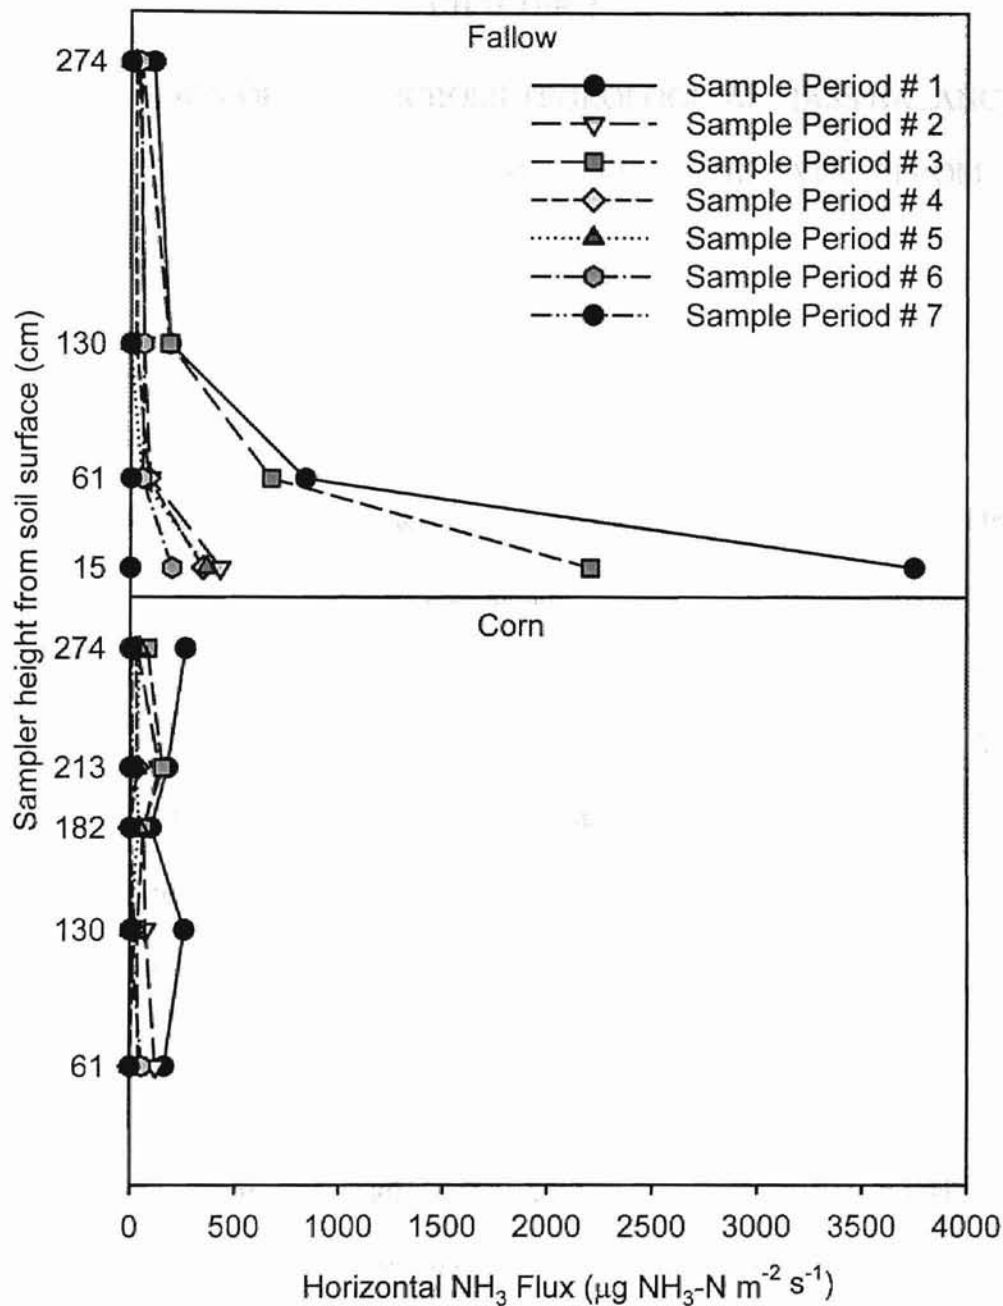 Fallow
Sample Period # 1
Sample Period # 2
Sample Period # 3
Sample Period # 4
Sample Period # 5
Sample Period # 6
Sample Period # 7
274
130
61
15
Corn
274
213
182
130
61
Sampler height from soil surface (cm)
0 500 1000 1500 2000 2500 3000 3500 4000
Horizontal NH₃ Flux (µg NH₃-N m⁻² s⁻¹)